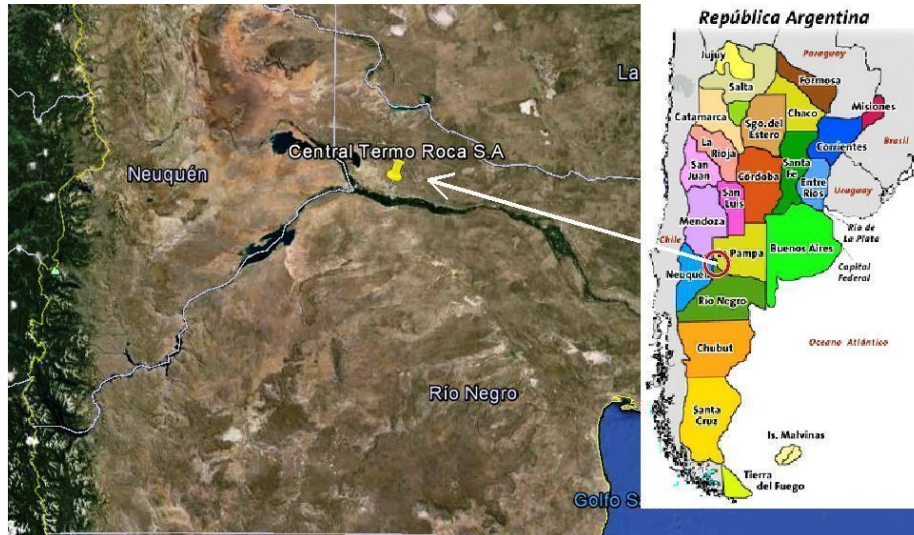 La
Central Termo Roca S.A
Neuquén
Río Negro
Golfo S
República Argentina
Paraguay
Jujuy
Formosa
Salta
Misiones
Catamarca
Chaco
Sgo. del
Estero
Brasil
Corrientes
La
Rioja
Santa
Fe
San
Juan
Córdoba
Entre
Ríos
San
Luis
Uruguay
Mendoza
Río de
La Plata
Chile
Pampa
Buenos Aires
Capital
Federal
Neuquén
Río Negro
Oceano Atlántico
Chubut
Santa
Cruz
Is. Malvinas
Tierra
del Fuego